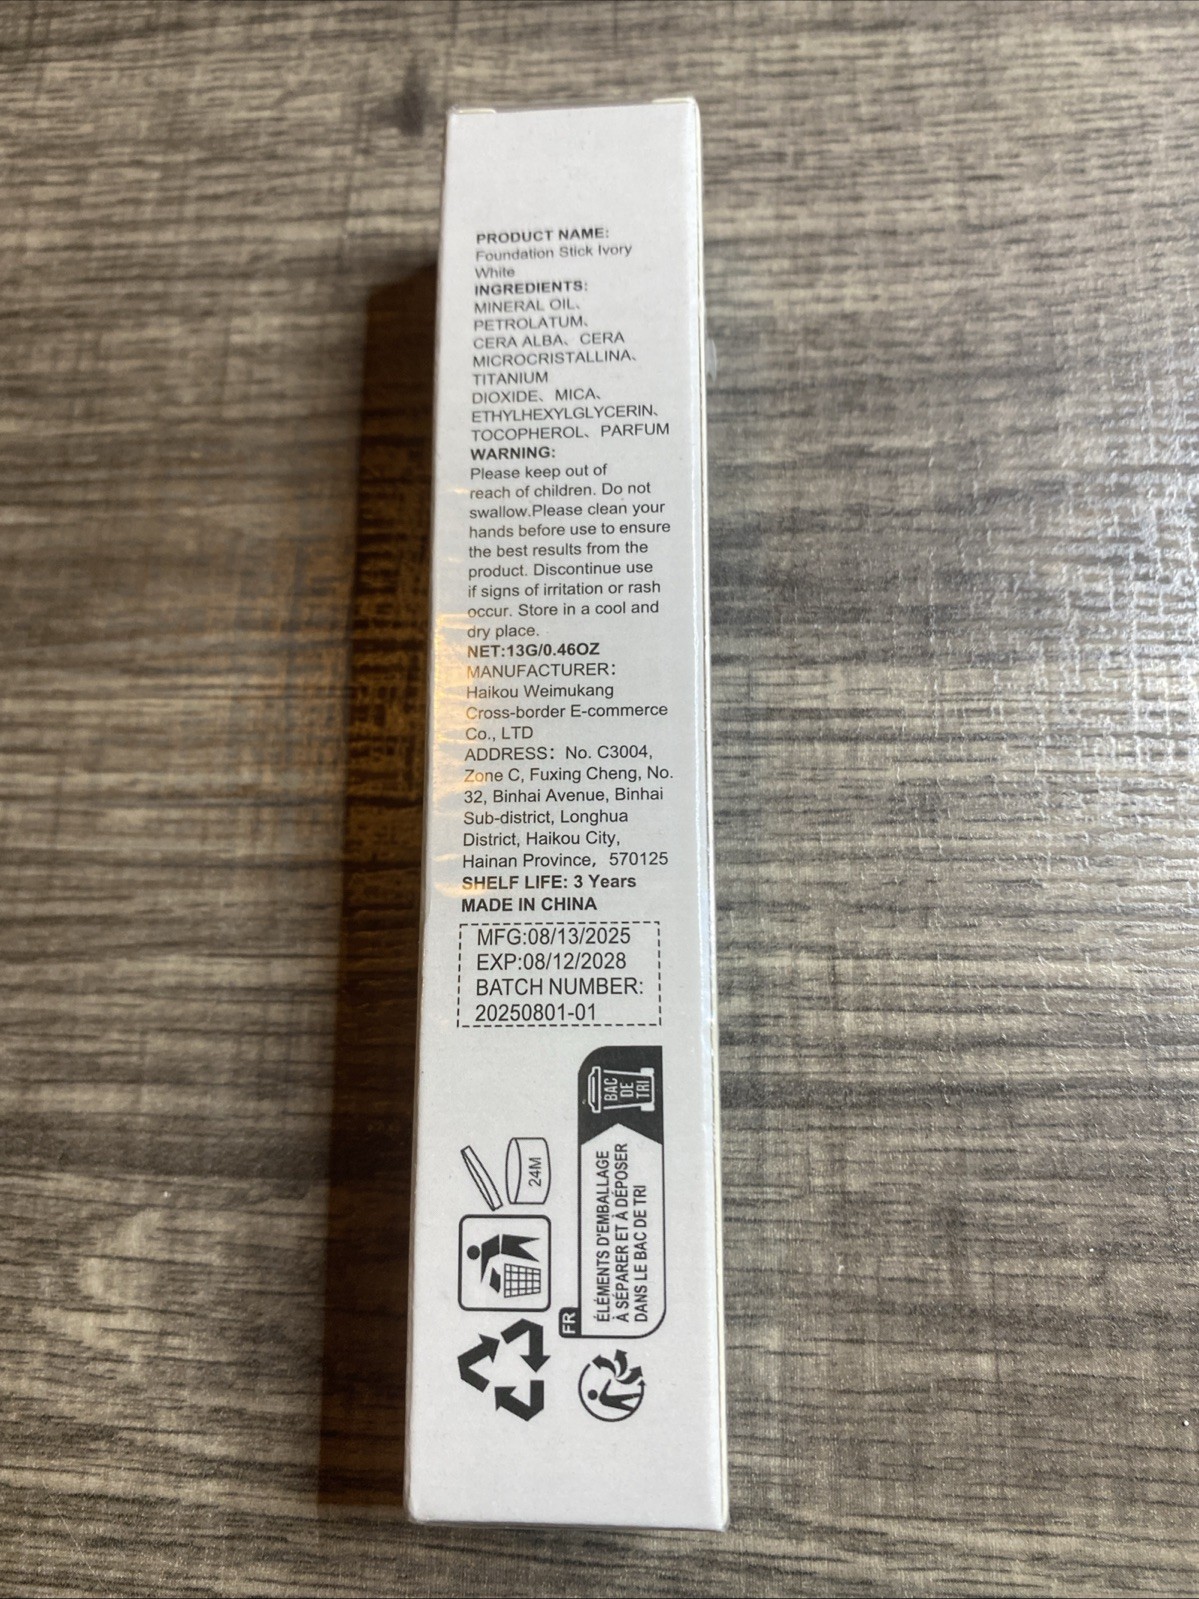 PRODUCT NAME:
Foundation Stick Ivory
White
INGREDIENTS:
MINERAL OIL、
PETROLATUM、
CERA ALBA、CERA
MICROCRISTALLINA、
TITANIUM
DIOXIDE、MICA、
ETHYLHEXYLGLYCERIN、
TOCOPHEROL、PARFUM
WARNING:
Please keep out of
reach of children. Do not
swallow.Please clean your
hands before use to ensure
the best results from the
product. Discontinue use
if signs of irritation or rash
occur. Store in a cool and
dry place.
NET:13G/0.46OZ
MANUFACTURER：
Haikou Weimukang
Cross-border E-commerce
Co., LTD
ADDRESS：No. C3004,
Zone C, Fuxing Cheng, No.
32, Binhai Avenue, Binhai
Sub-district, Longhua
District, Haikou City,
Hainan Province，570125
SHELF LIFE: 3 Years
MADE IN CHINA
MFG:08/13/2025
EXP:08/12/2028
BATCH NUMBER:
20250801-01
24M
FR
ÉLÉMENTS D'EMBALLAGE
À SÉPARER ET À DÉPOSER
DANS LE BAC DE TRI
BAC
DE
TRI